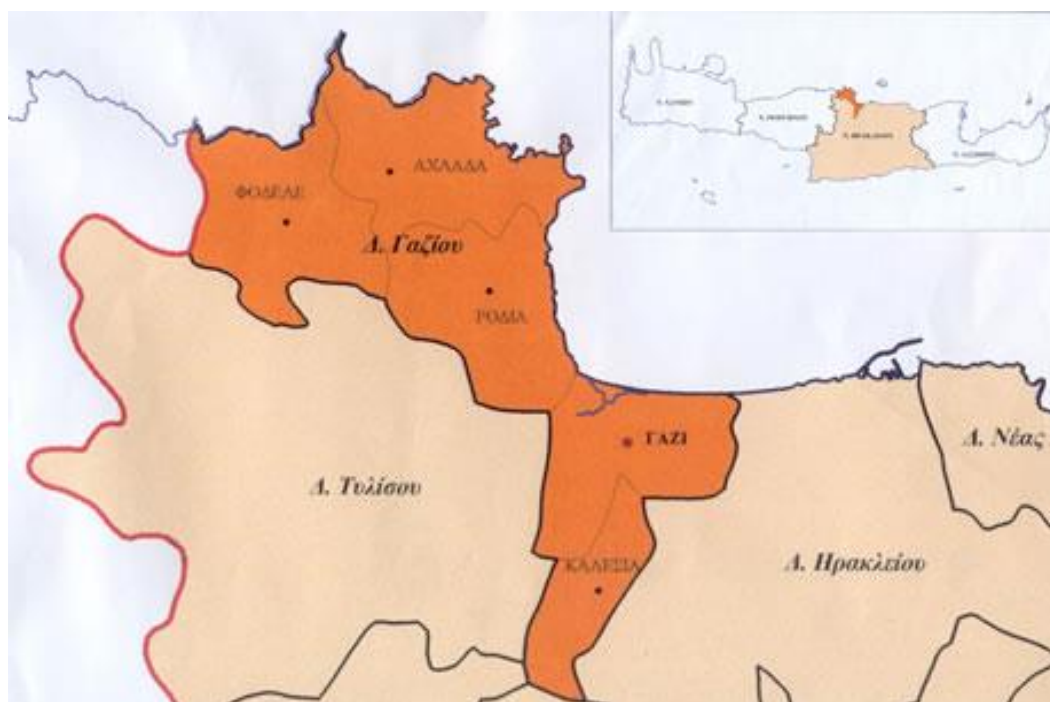 ΑΧΛΑΔΑ
ΦΟΔΕΛΕ
Δ. Γαζίου
ΡΟΔΙΑ
ΓΑΖΙ
Δ. Νέας
Δ. Τυλίσου
ΚΑΛΕΣΙΑ
Δ. Ηρακλείου